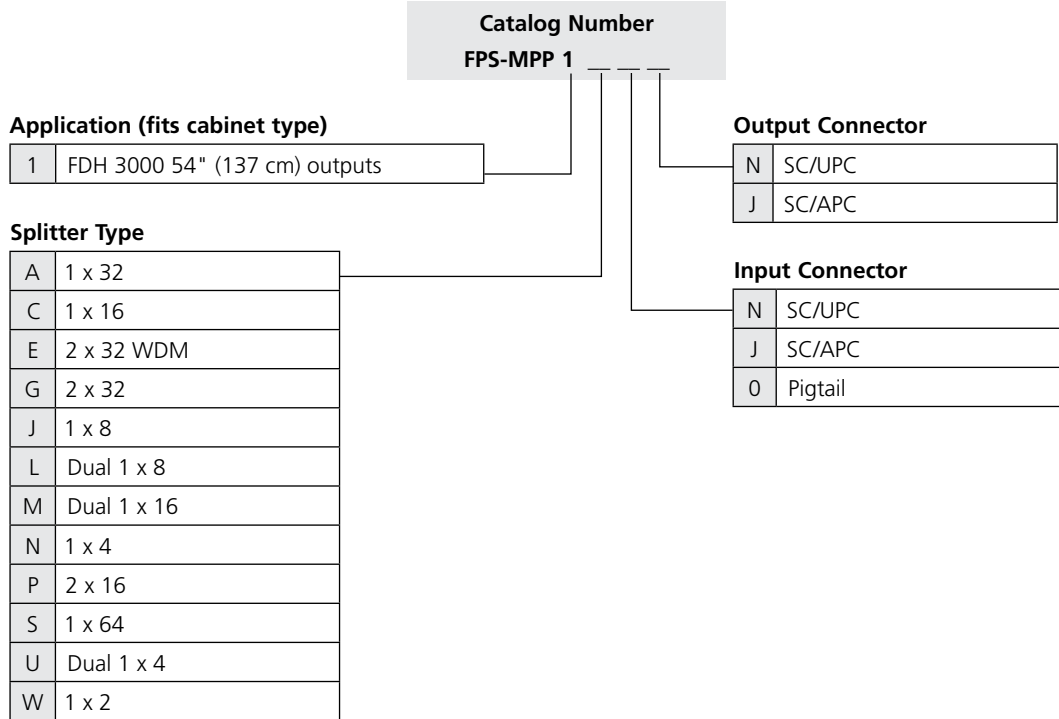 Catalog Number
FPS-MPP 1 __ __ __
Application (fits cabinet type)
1 FDH 3000 54" (137 cm) outputs
Splitter Type
A 1 x 32
C 1 x 16
E 2 x 32 WDM
G 2 x 32
J 1 x 8
L Dual 1 x 8
M Dual 1 x 16
N 1 x 4
P 2 x 16
S 1 x 64
U Dual 1 x 4
W 1 x 2
Output Connector
N SC/UPC
J SC/APC
Input Connector
N SC/UPC
J SC/APC
0 Pigtail